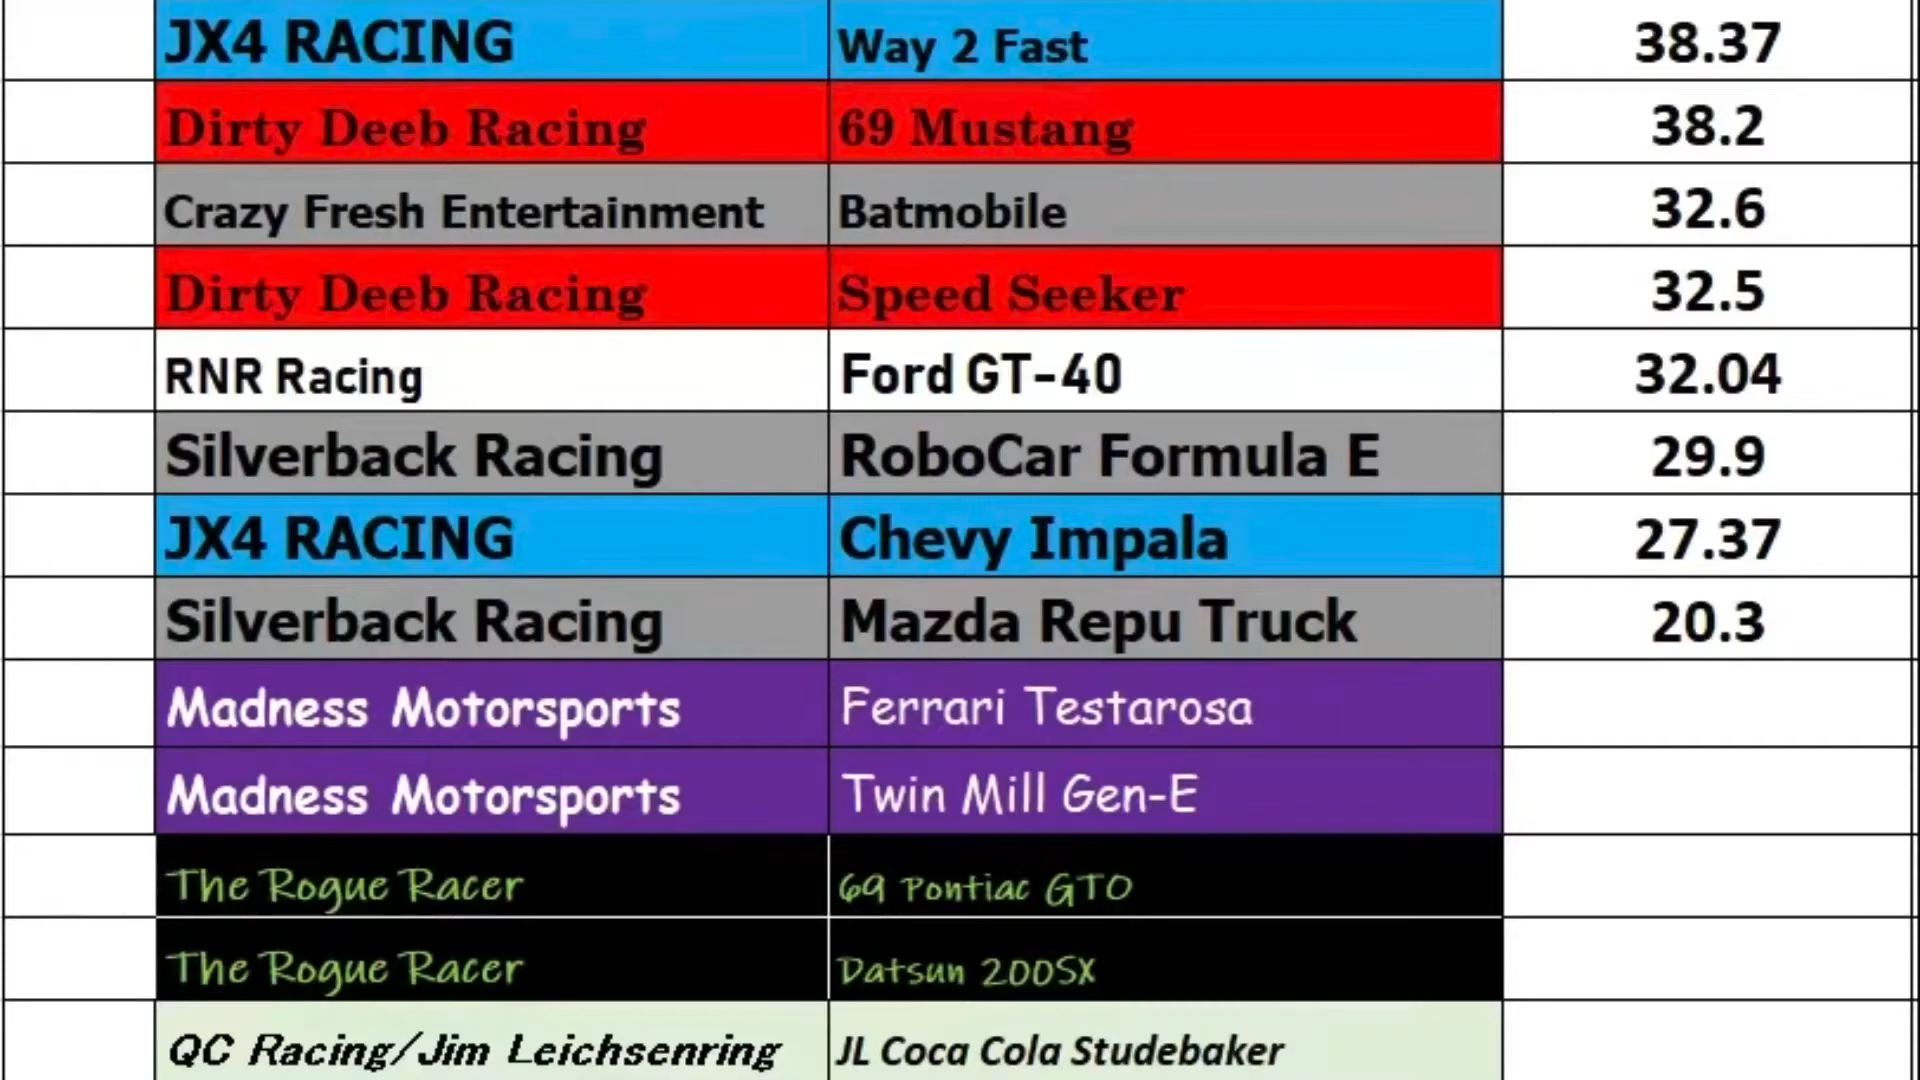 JX4 RACING Way 2 Fast 38.37
Dirty Deeb Racing 69 Mustang 38.2
Crazy Fresh Entertainment Batmobile 32.6
Dirty Deeb Racing Speed Seeker 32.5
RNR Racing Ford GT-40 32.04
Silverback Racing RoboCar Formula E 29.9
JX4 RACING Chevy Impala 27.37
Silverback Racing Mazda Repu Truck 20.3
Madness Motorsports Ferrari Testarosa
Madness Motorsports Twin Mill Gen-E
The Rogue Racer 69 Pontiac GTO
The Rogue Racer Datsun 200SX
QC Racing/Jim Leichsenring JL Coca Cola Studebaker